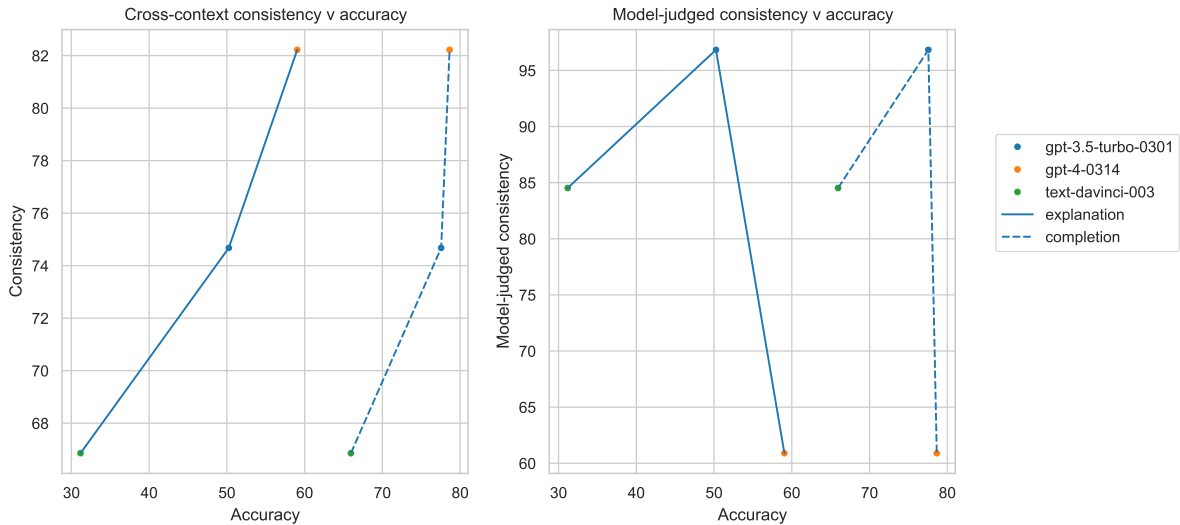 Cross-context consistency v accuracy
Consistency
82
80
78
76
74
72
70
68
30 40 50 60 70 80
Accuracy
Model-judged consistency v accuracy
Model-judged consistency
95
90
85
80
75
70
65
60
30 40 50 60 70 80
Accuracy
gpt-3.5-turbo-0301
gpt-4-0314
text-davinci-003
explanation
completion